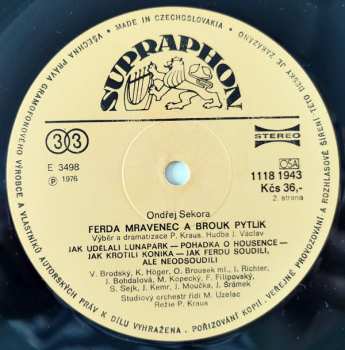 MADE IN CZECHOSLOVAKIA • VŠECHNA PRÁVA GRAMOFONOVÉHO VÝROBCE A VLASTNÍKŮ AUTORSKÝCH PRÁV K DÍLU VYHRAŽENA. POŘIZOVÁNÍ KOPIÍ, VEŘEJNÉ PROVOZOVÁNÍ A ROZHLASOVÉ ŠÍŘENÍ TÉTO DESKY JE ZAKÁZÁNO
SUPRAPHON
33
STEREO
E 3498
Ⓟ 1976
OSA
1118 1943
Kčs 36,-
2. strana
Ondřej Sekora
FERDA MRAVENEC A BROUK PYTLÍK
Výběr a dramatizace P. Kraus. Hudba J. Václav
JAK UDĚLALI LUNAPARK — POHÁDKA O HOUSENCE —
JAK KROTILI KONÍKA — JAK FERDU SOUDILI,
ALE NEODSOUDILI
V. Brodský, K. Höger, O. Brousek ml., J. Richter,
J. Bohdalová, M. Kopecký, F. Filipovský,
S. Sejk, J. Kemr, J. Moučka, J. Šrámek
Studiový orchestr řídí M. Uzelac
Režie P. Kraus